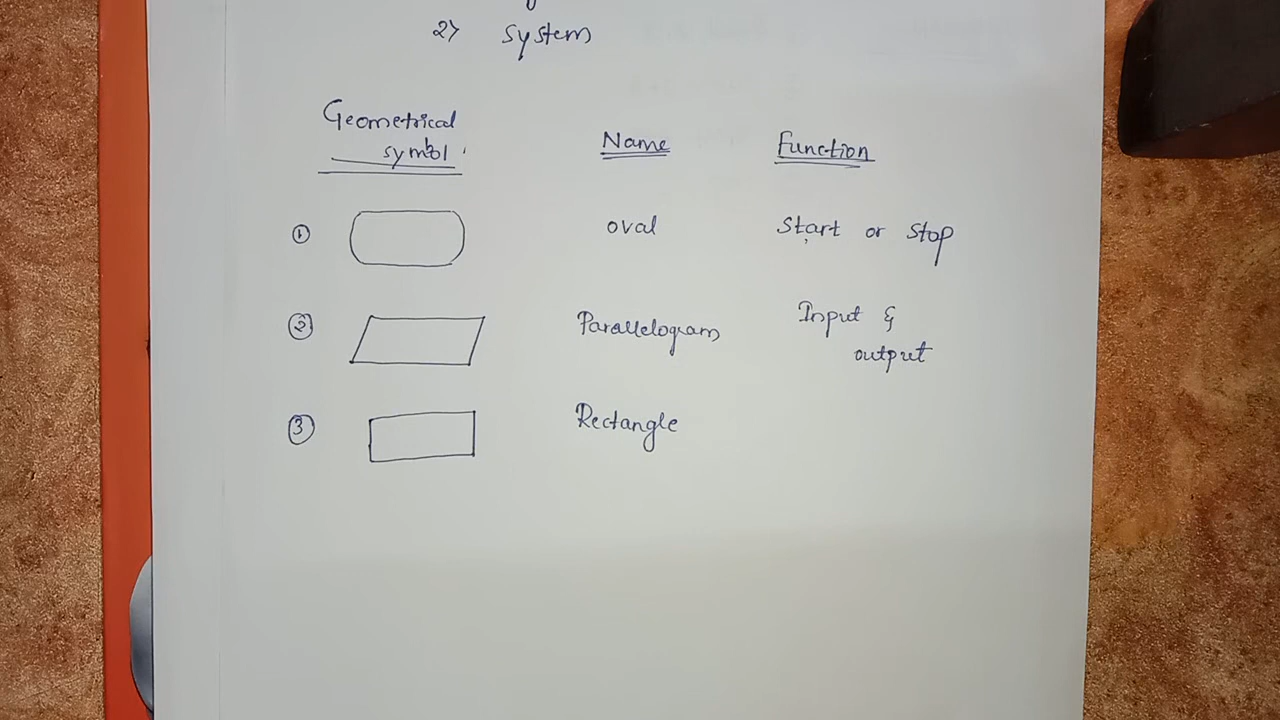 2> System
Geometrical
symbol
Name
Function
① oval Start or Stop
② Parallelogram Input &
output
③ Rectangle